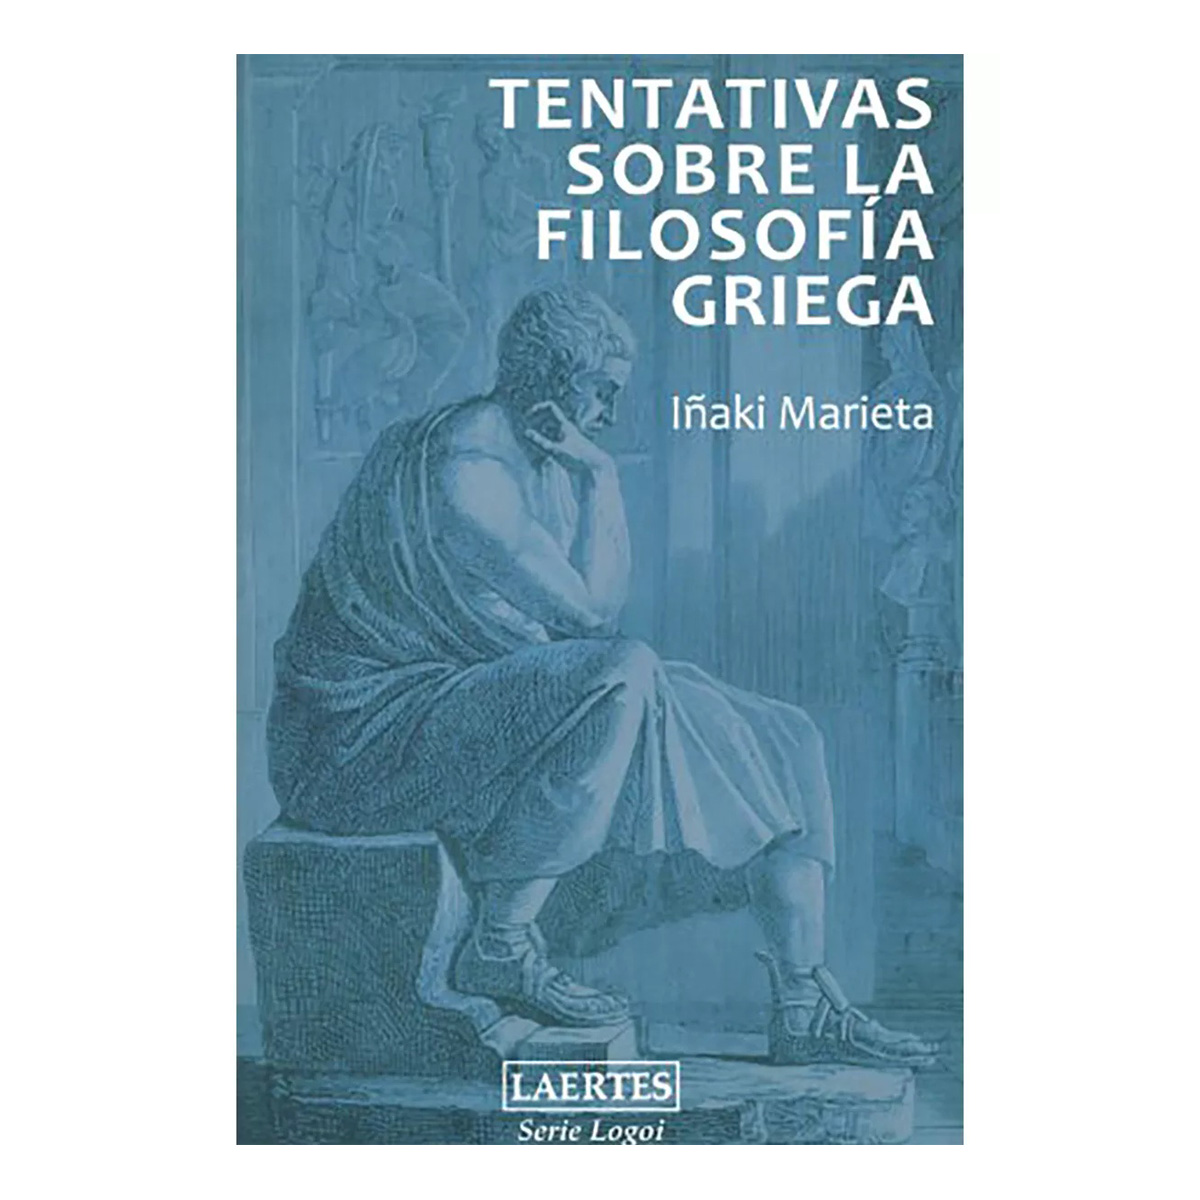 TENTATIVAS
SOBRE LA
FILOSOFÍA
GRIEGA
Iñaki Marieta
LAERTES
Serie Logoi